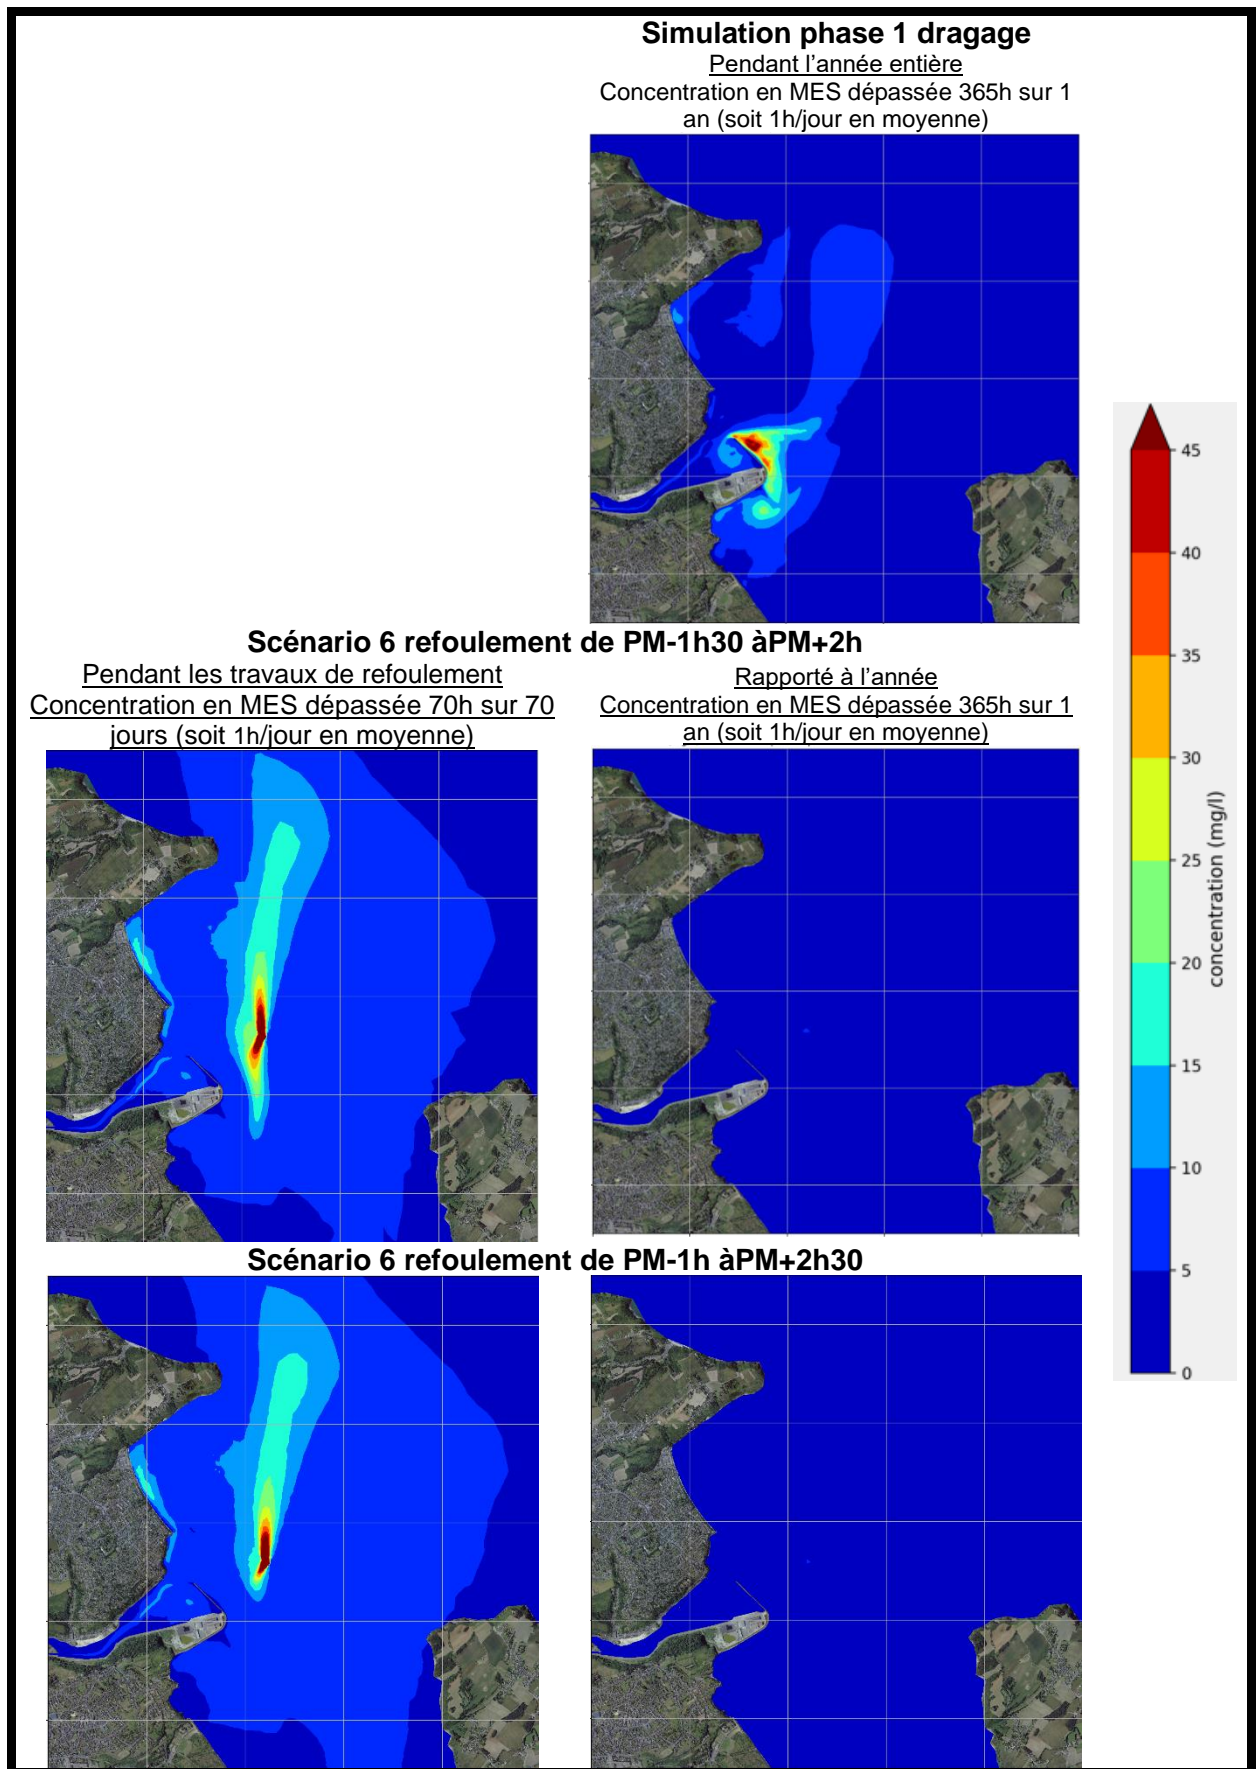 Simulation phase 1 dragage
Pendant l'année entière
Concentration en MES dépassée 365h sur 1
an (soit 1h/jour en moyenne)
Scénario 6 refoulement de PM-1h30 àPM+2h
Pendant les travaux de refoulement
Concentration en MES dépassée 70h sur 70
jours (soit 1h/jour en moyenne)
Rapporté à l'année
Concentration en MES dépassée 365h sur 1
an (soit 1h/jour en moyenne)
Scénario 6 refoulement de PM-1h àPM+2h30
45
40
35
30
25
20
15
10
5
0
concentration (mg/l)